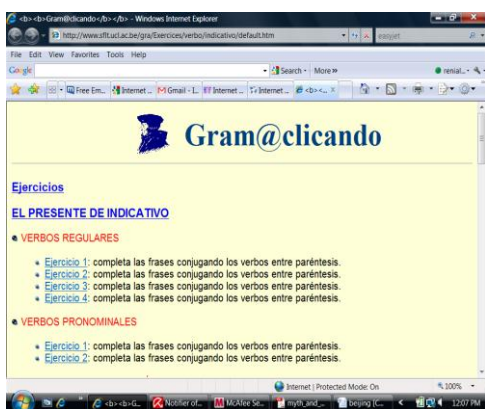 <b><b>Gram@dicando</b></b> - Windows Internet Explorer
http://www.sflt.ucl.ac.be/gra/Exercices/verbo/indicativo/default.htm
easyjet
File Edit View Favorites Tools Help
Google Search More »
Free Em... Internet ... M Gmail - I... Internet ... Internet ... <b><...
Gram@clicando
Ejercicios
EL PRESENTE DE INDICATIVO
VERBOS REGULARES
Ejercicio 1: completa las frases conjugando los verbos entre paréntesis.
Ejercicio 2: completa las frases conjugando los verbos entre paréntesis.
Ejercicio 3: completa las frases conjugando los verbos entre paréntesis.
Ejercicio 4: completa las frases conjugando los verbos entre paréntesis.
VERBOS PRONOMINALES
Ejercicio 1: completa las frases conjugando los verbos entre paréntesis.
Ejercicio 2: completa las frases conjugando los verbos entre paréntesis.
Internet | Protected Mode: On 100%
<b><b>G... Notifier of... McAfee Se... myth_and_... beijing [C... 12:07 PM